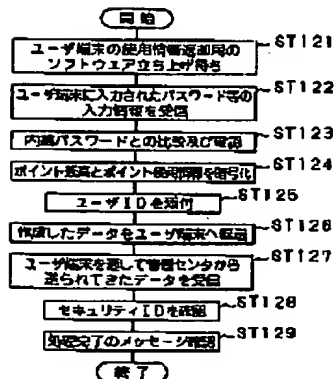 開始
ユーザ端末の使用情報返却用の
ソフトウェア立ち上げ待ち
ST121
ユーザ端末に入力されたパスワード等の
入力情報を受信
ST122
内蔵パスワードとの比較及び確認
ST123
ポイント残高とポイント使用情報を暗号化
ST124
ユーザIDを添付
ST125
作成したデータをユーザ端末へ転送
ST126
ユーザ端末を通して管理センタから
送られてきたデータを受信
ST127
セキュリティIDを確認
ST128
処理完了のメッセージ確認
ST129
終了